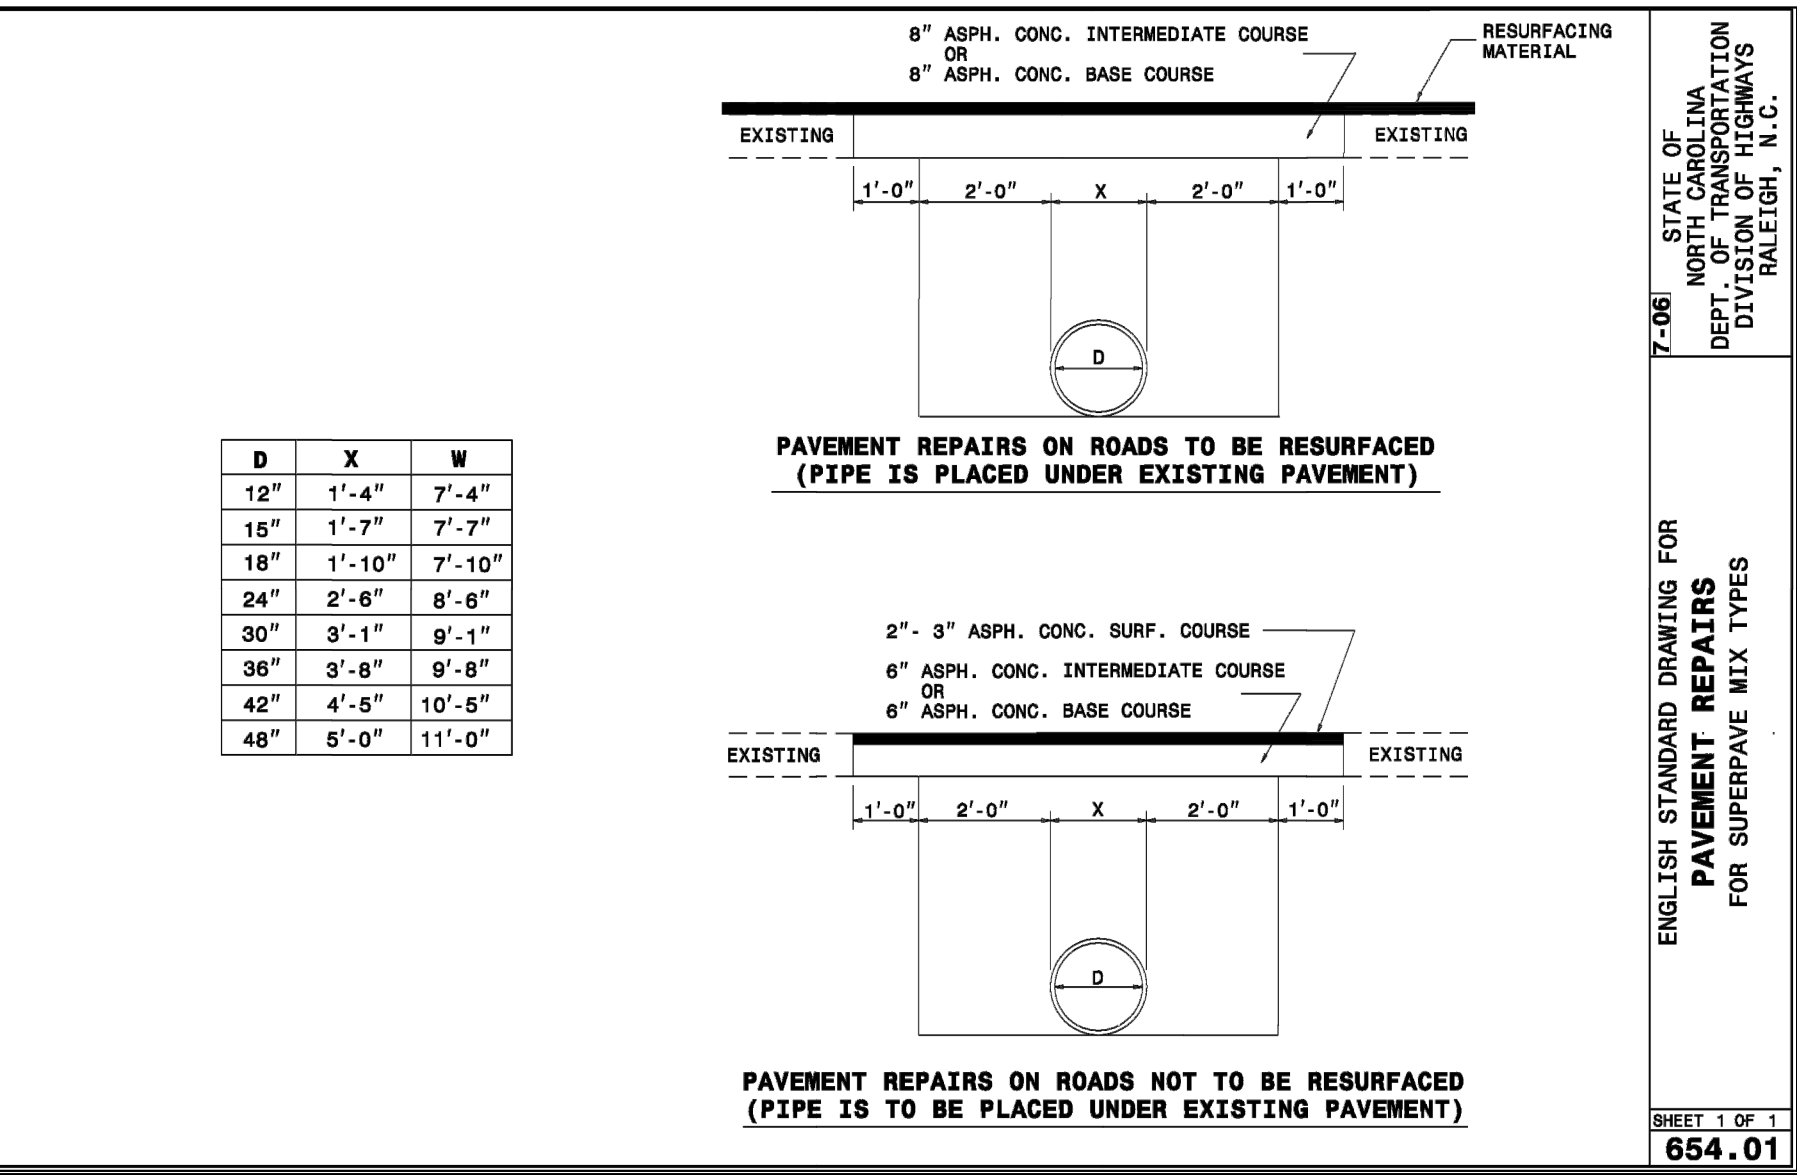 8" ASPH. CONC. INTERMEDIATE COURSE
OR
8" ASPH. CONC. BASE COURSE
RESURFACING
MATERIAL
EXISTING
EXISTING
1'-0" 2'-0" X 2'-0" 1'-0"
D
PAVEMENT REPAIRS ON ROADS TO BE RESURFACED
(PIPE IS PLACED UNDER EXISTING PAVEMENT)
D X W
12" 1'-4" 7'-4"
15" 1'-7" 7'-7"
18" 1'-10" 7'-10"
24" 2'-6" 8'-6"
30" 3'-1" 9'-1"
36" 3'-8" 9'-8"
42" 4'-5" 10'-5"
48" 5'-0" 11'-0"
2"- 3" ASPH. CONC. SURF. COURSE
6" ASPH. CONC. INTERMEDIATE COURSE
OR
6" ASPH. CONC. BASE COURSE
EXISTING
EXISTING
1'-0" 2'-0" X 2'-0" 1'-0"
D
PAVEMENT REPAIRS ON ROADS NOT TO BE RESURFACED
(PIPE IS TO BE PLACED UNDER EXISTING PAVEMENT)
7-06
STATE OF
NORTH CAROLINA
DEPT. OF TRANSPORTATION
DIVISION OF HIGHWAYS
RALEIGH, N.C.
ENGLISH STANDARD DRAWING FOR
PAVEMENT REPAIRS
FOR SUPERPAVE MIX TYPES
SHEET 1 OF 1
654.01